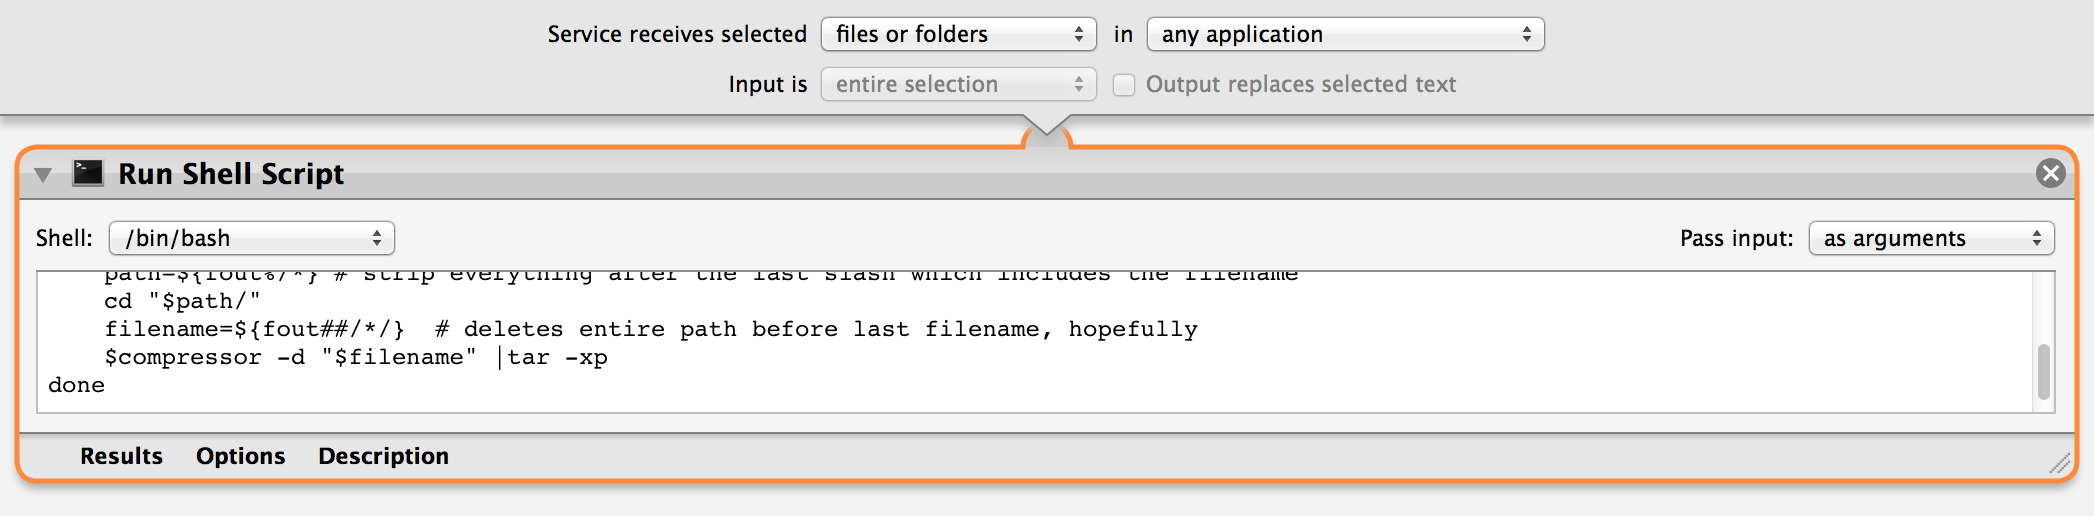 Service receives selected files or folders in any application
Input is entire selection Output replaces selected text
Run Shell Script
Shell: /bin/bash Pass input: as arguments
path=${fout%/*} # strip everything after the last slash which includes the filename
cd "$path/"
filename=${fout##/*/}  # deletes entire path before last filename, hopefully
$compressor -d "$filename" |tar -xp
done
Results Options Description